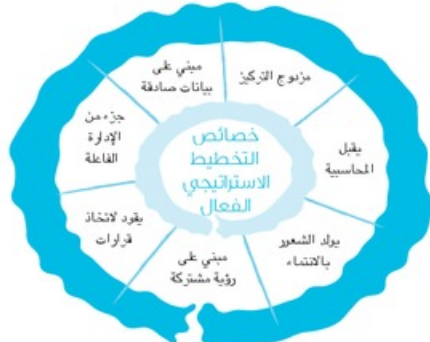 خصائص
التخطيط
الاستراتيجي
الفعال
مزدوج التركيز
يقبل
المحاسبية
يولد الشعور
بالانتماء
مبني على
رؤية مشتركة
يقود لاتخاذ
قرارات
جزء من
الإدارة
الفاعلة
مبني على
بيانات صادقة